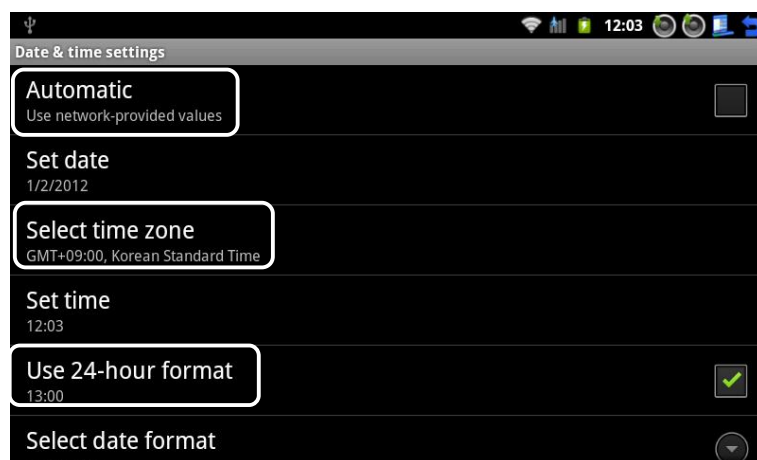 12:03
Date & time settings
Automatic
Use network-provided values
Set date
1/2/2012
Select time zone
GMT+09:00, Korean Standard Time
Set time
12:03
Use 24-hour format
13:00
Select date format